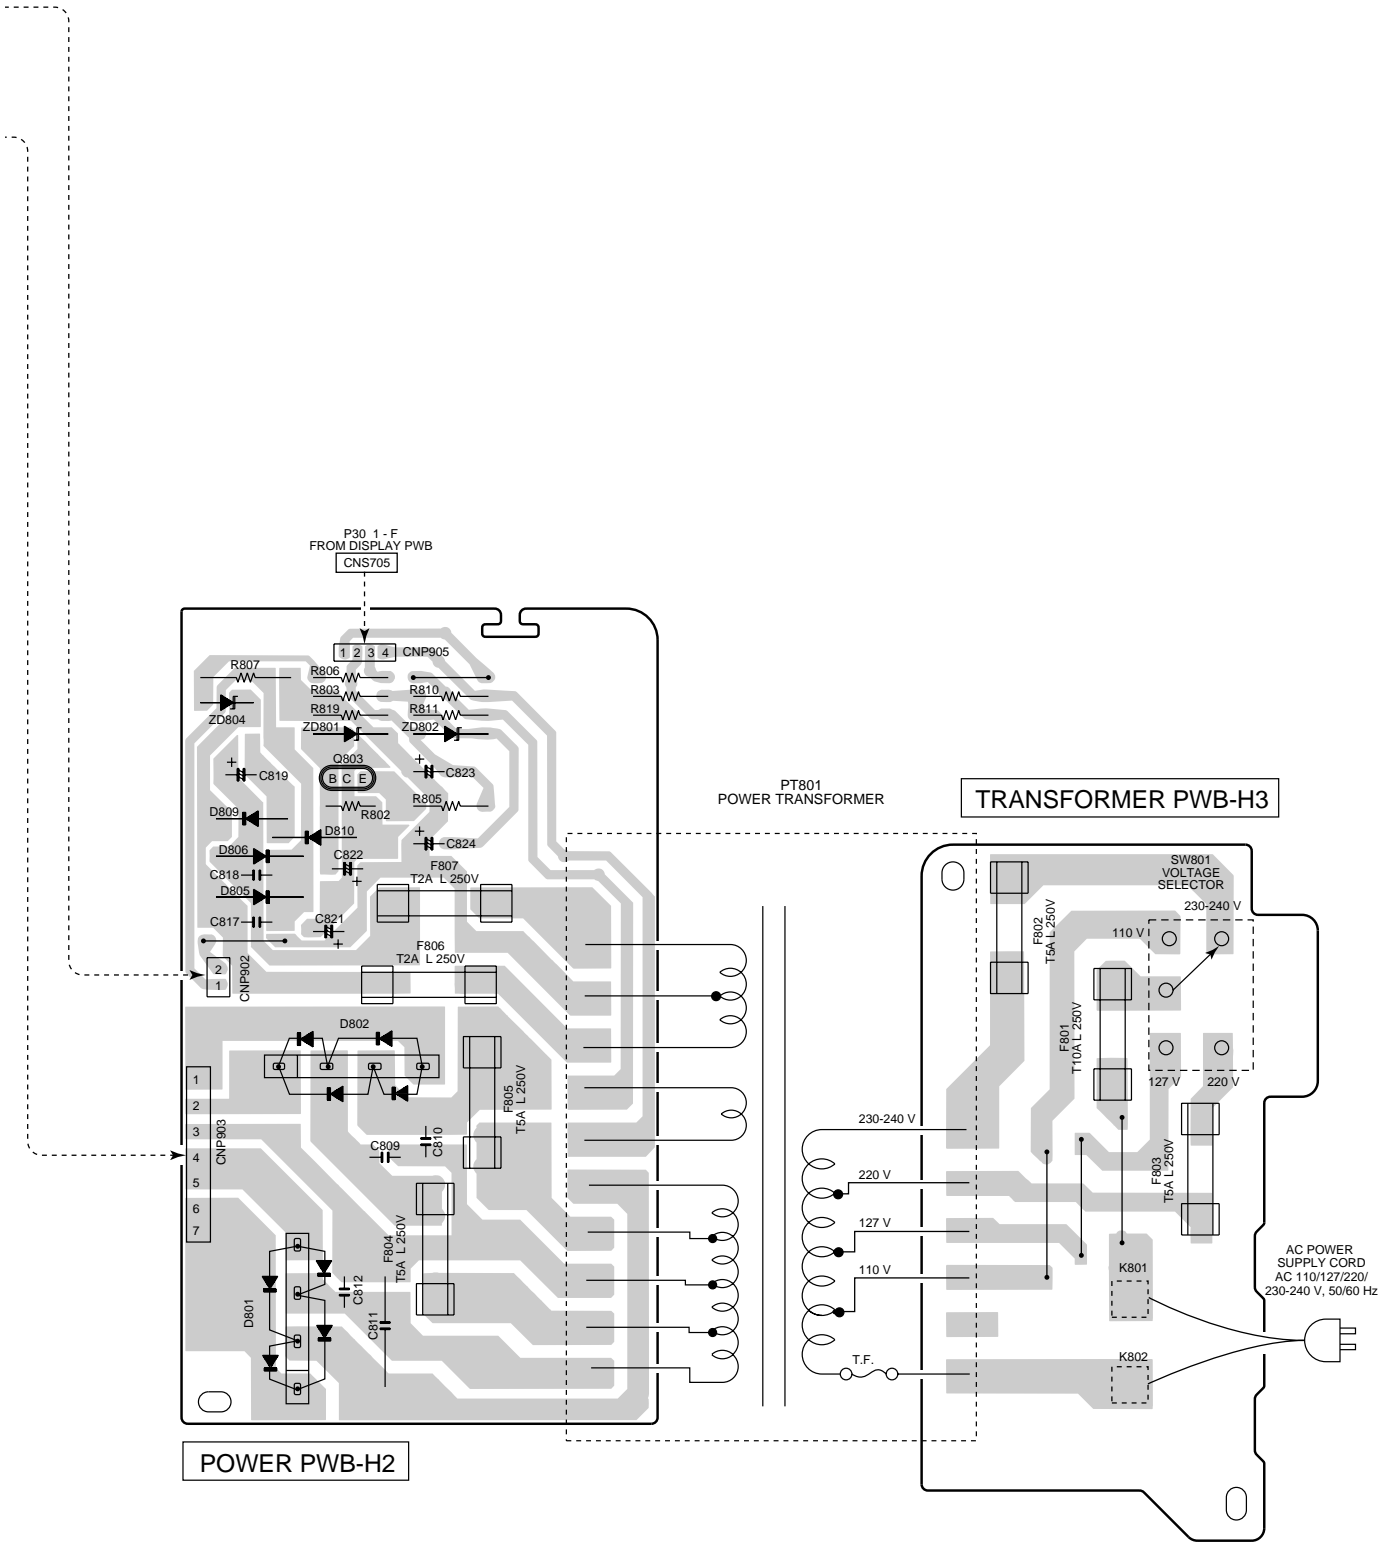 P30 1 - F
FROM DISPLAY PWB
CNS705
1 2 3 4 CNP905
R807
R806
R803
R810
R819
R811
ZD804
ZD801
ZD802
Q803
B C E
C819
C823
R802
R805
D809
D810
C824
D806
C822
C818
D805
F807
T2A L 250V
C817
C821
F806
T2A L 250V
2
1
CNP902
D802
F805
T5A L 250V
1
2
3
4
5
6
7
CNP903
C809
C810
F804
T5A L 250V
D801
C812
C811
POWER PWB-H2
PT801
POWER TRANSFORMER
230-240 V
220 V
127 V
110 V
T.F.
TRANSFORMER PWB-H3
SW801
VOLTAGE
SELECTOR
230-240 V
110 V
127 V
220 V
F802
T5A L 250V
F801
T10A L 250V
F803
T5A L 250V
K801
K802
AC POWER
SUPPLY CORD
AC 110/127/220/
230-240 V, 50/60 Hz